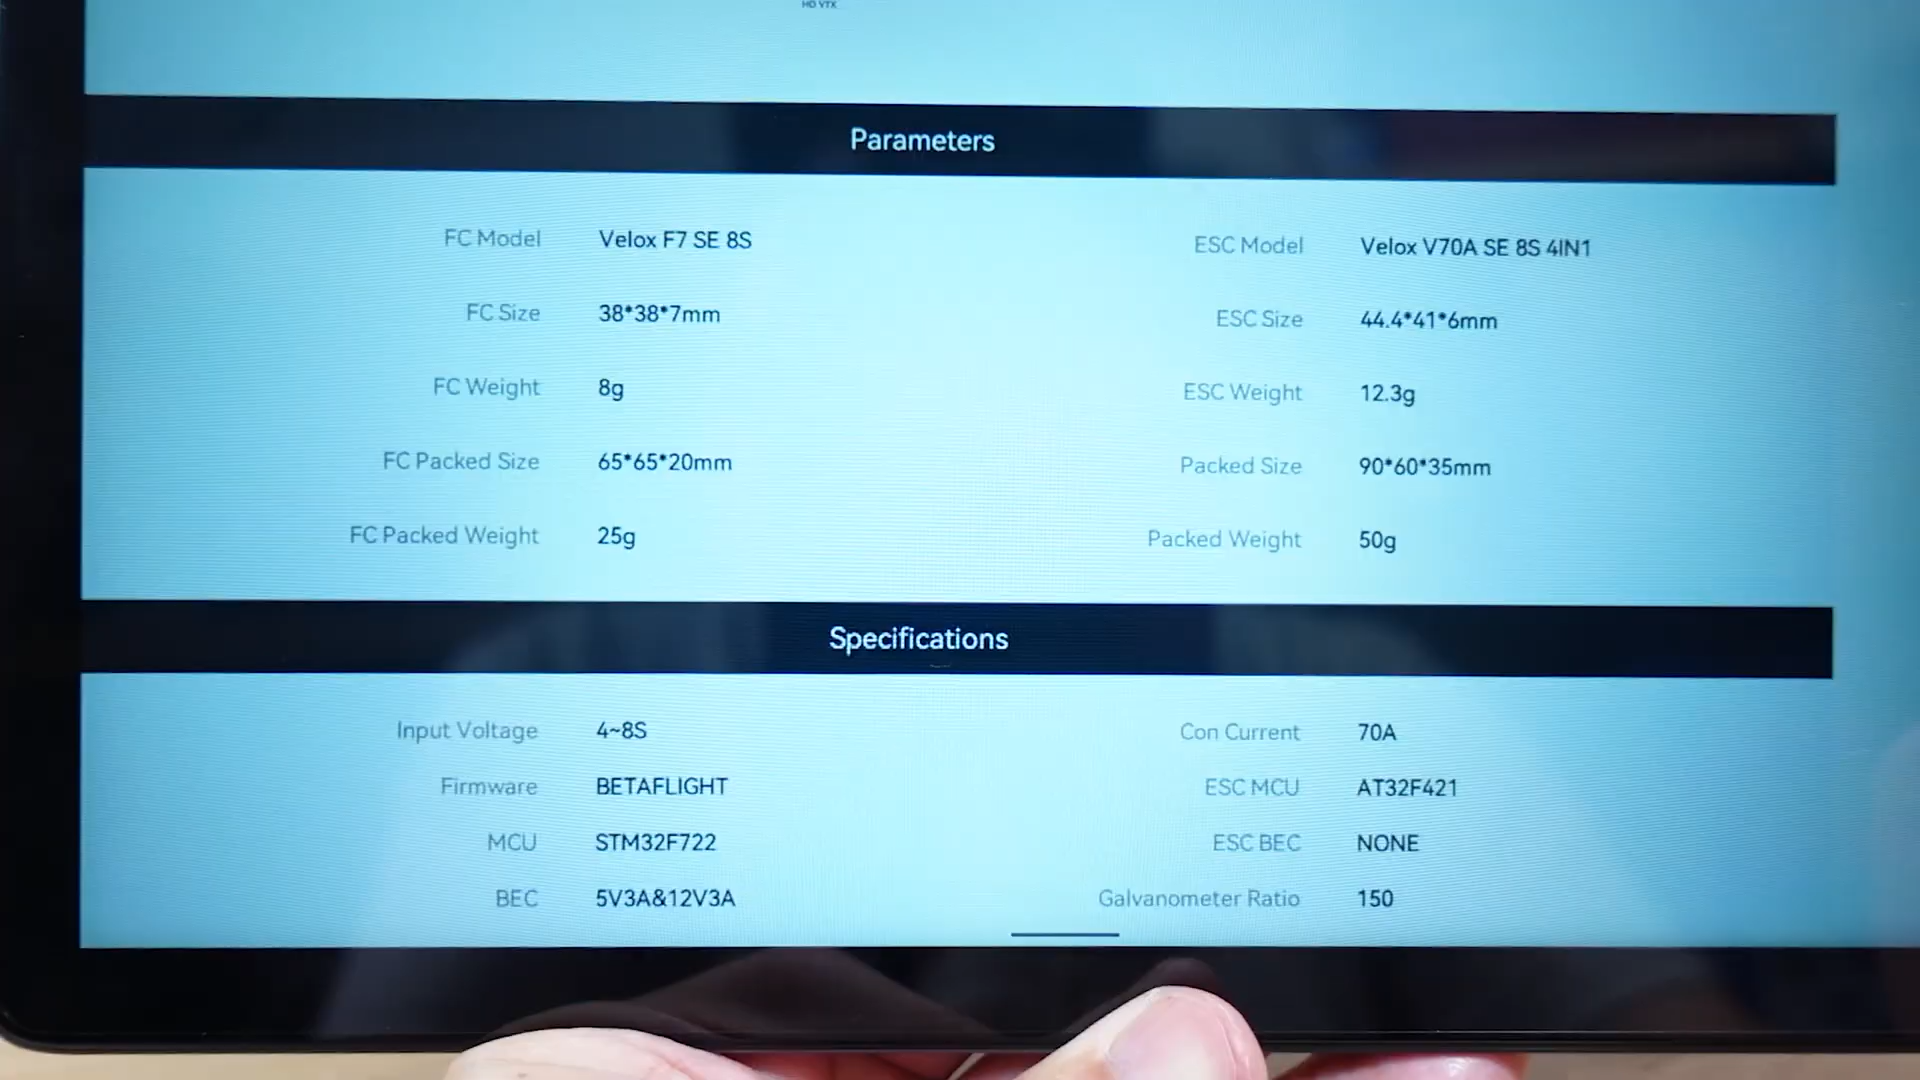 HD VTX
Parameters
FC Model Velox F7 SE 8S ESC Model Velox V70A SE 8S 4IN1
FC Size 38*38*7mm ESC Size 44.4*41*6mm
FC Weight 8g ESC Weight 12.3g
FC Packed Size 65*65*20mm Packed Size 90*60*35mm
FC Packed Weight 25g Packed Weight 50g
Specifications
Input Voltage 4~8S Con Current 70A
Firmware BETAFLIGHT ESC MCU AT32F421
MCU STM32F722 ESC BEC NONE
BEC 5V3A&12V3A Galvanometer Ratio 150